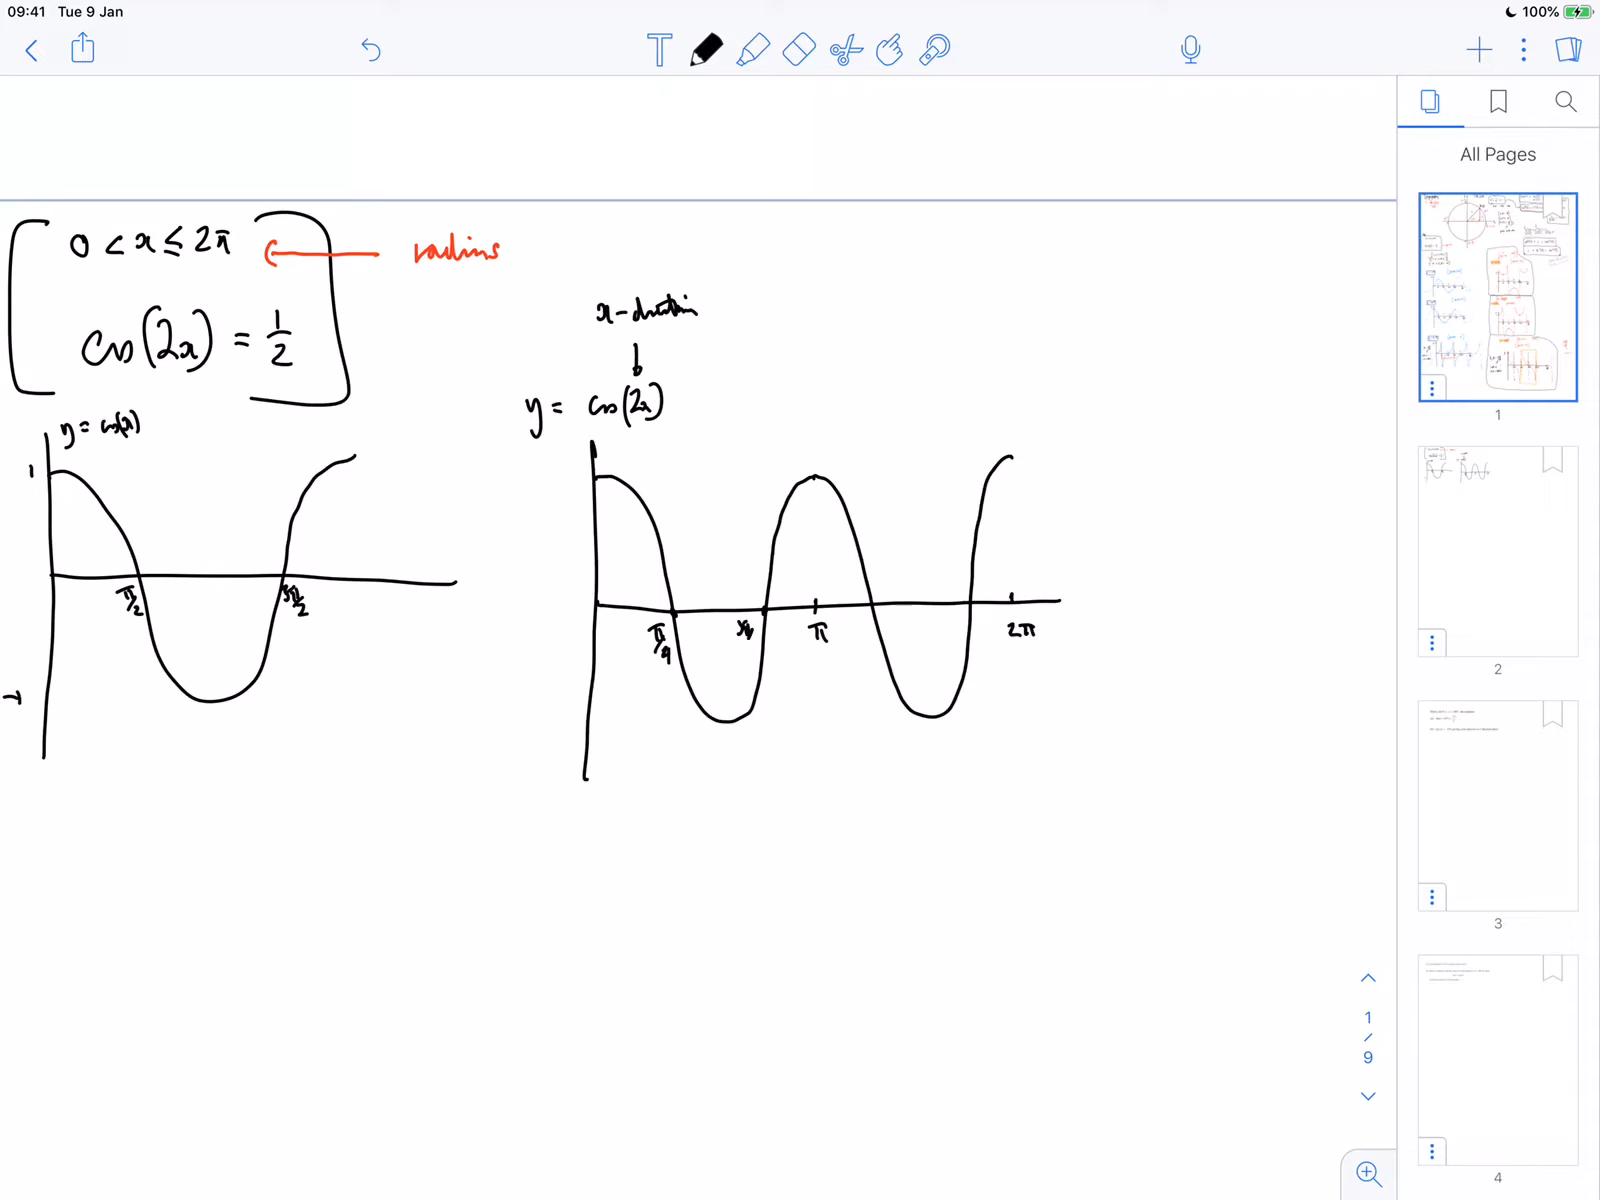 09:41 Tue 9 Jan
100%
All Pages
0 < x ≤ 2π
radians
cos(2x) = 1/2
x-direction
y = cos(2x)
y = cos(x)
1
-1
π/2
3π/2
π/4
π
2π
1
2
3
4
1
/
9